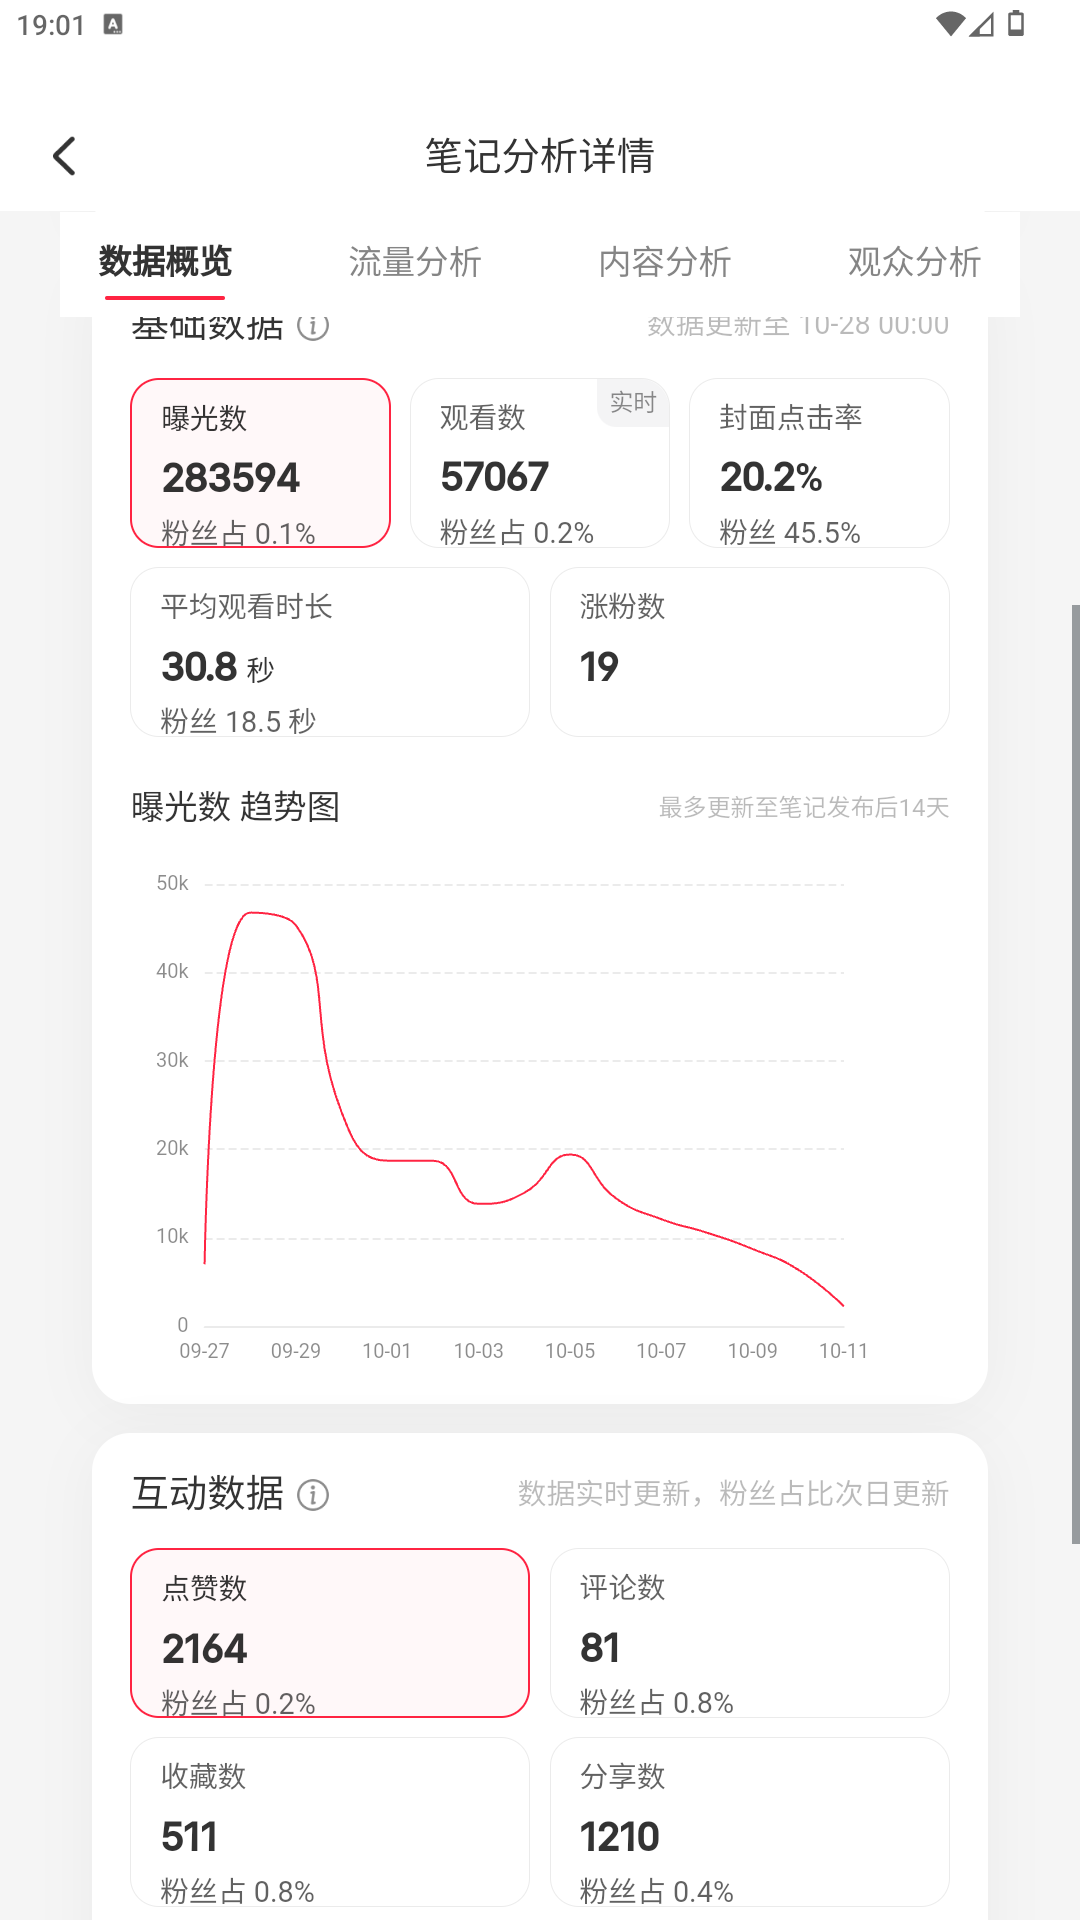 19:01
笔记分析详情
数据概览 流量分析 内容分析 观众分析
基础数据 数据更新至 10-28 00:00
曝光数 观看数 实时 封面点击率
283594 57067 20.2%
粉丝占 0.1% 粉丝占 0.2% 粉丝 45.5%
平均观看时长 涨粉数
30.8 秒 19
粉丝 18.5 秒
曝光数 趋势图 最多更新至笔记发布后14天
50k
40k
30k
20k
10k
0
09-27 09-29 10-01 10-03 10-05 10-07 10-09 10-11
互动数据 数据实时更新，粉丝占比次日更新
点赞数 评论数
2164 81
粉丝占 0.2% 粉丝占 0.8%
收藏数 分享数
511 1210
粉丝占 0.8% 粉丝占 0.4%